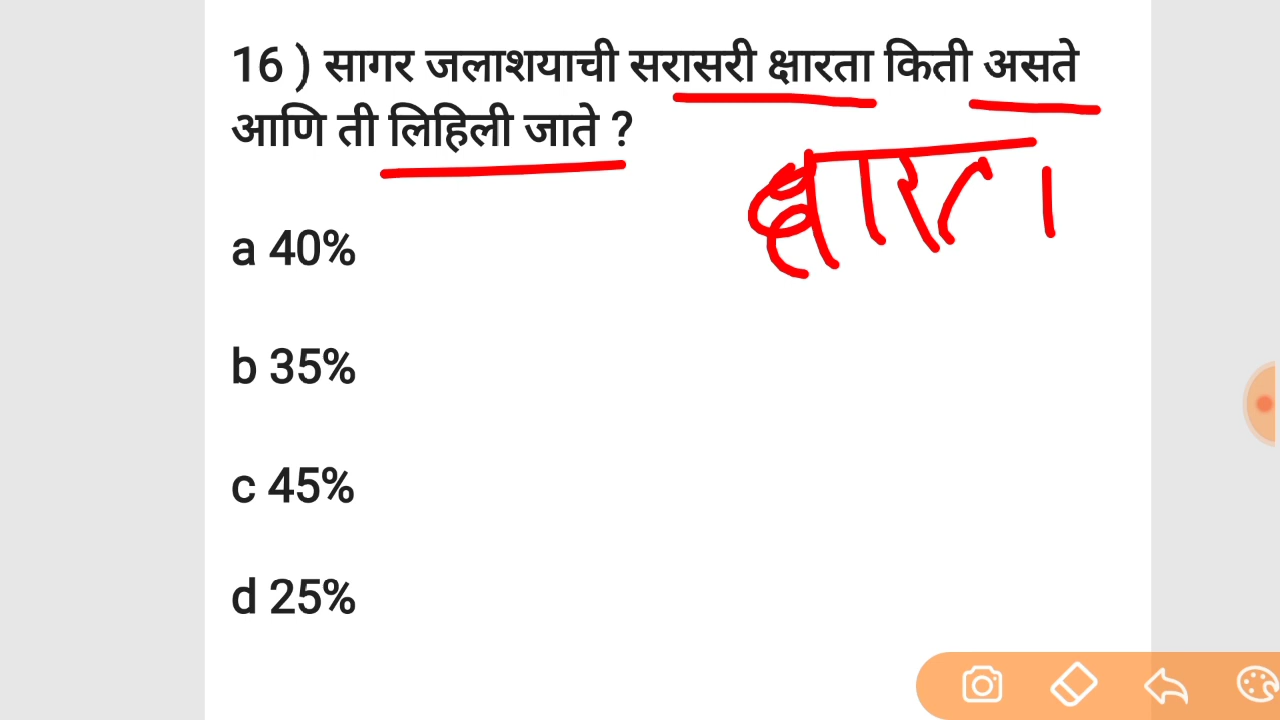 16 ) सागर जलाशयाची सरासरी क्षारता किती असते
आणि ती लिहिली जाते ?
क्षारता
a 40%
b 35%
c 45%
d 25%